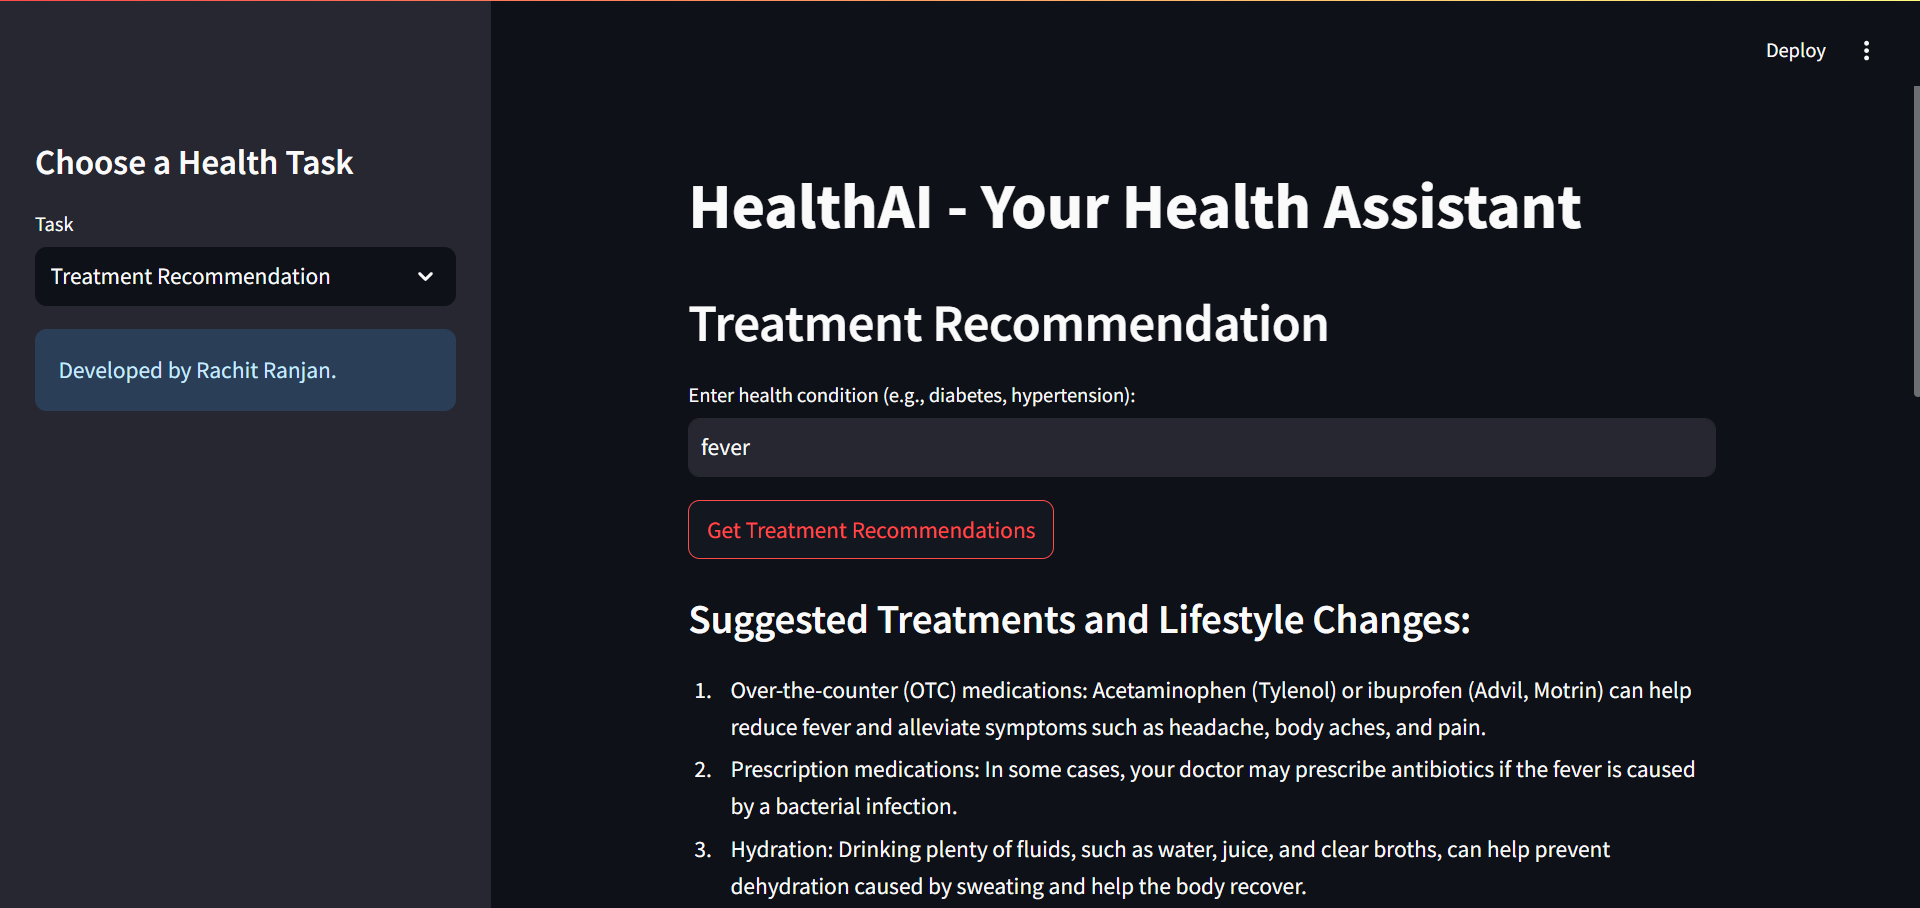 Deploy
Choose a Health Task
Task
Treatment Recommendation
Developed by Rachit Ranjan.
HealthAI - Your Health Assistant
Treatment Recommendation
Enter health condition (e.g., diabetes, hypertension):
fever
Get Treatment Recommendations
Suggested Treatments and Lifestyle Changes:
1. Over-the-counter (OTC) medications: Acetaminophen (Tylenol) or ibuprofen (Advil, Motrin) can help
reduce fever and alleviate symptoms such as headache, body aches, and pain.
2. Prescription medications: In some cases, your doctor may prescribe antibiotics if the fever is caused
by a bacterial infection.
3. Hydration: Drinking plenty of fluids, such as water, juice, and clear broths, can help prevent
dehydration caused by sweating and help the body recover.